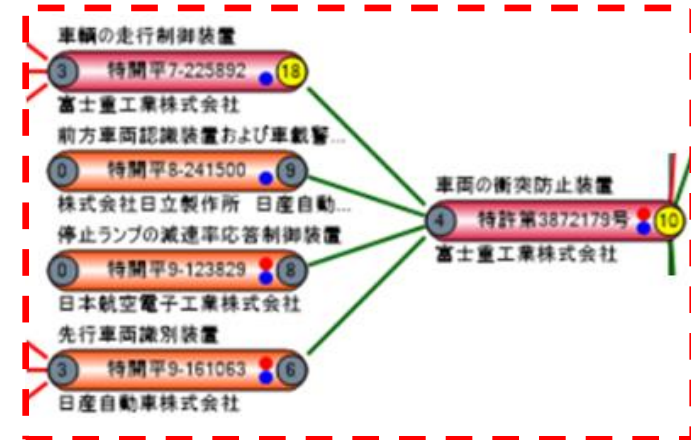 車輌の走行制御装置
3 特開平7-225892 18
富士重工業株式会社
前方車両認識装置および車載警...
0 特開平8-241500 9
株式会社日立製作所 日産自動...
停止ランプの減速率応答制御装置
0 特開平9-123829 8
日本航空電子工業株式会社
先行車両識別装置
3 特開平9-161063 6
日産自動車株式会社
車両の衝突防止装置
4 特許第3872179号 10
富士重工業株式会社